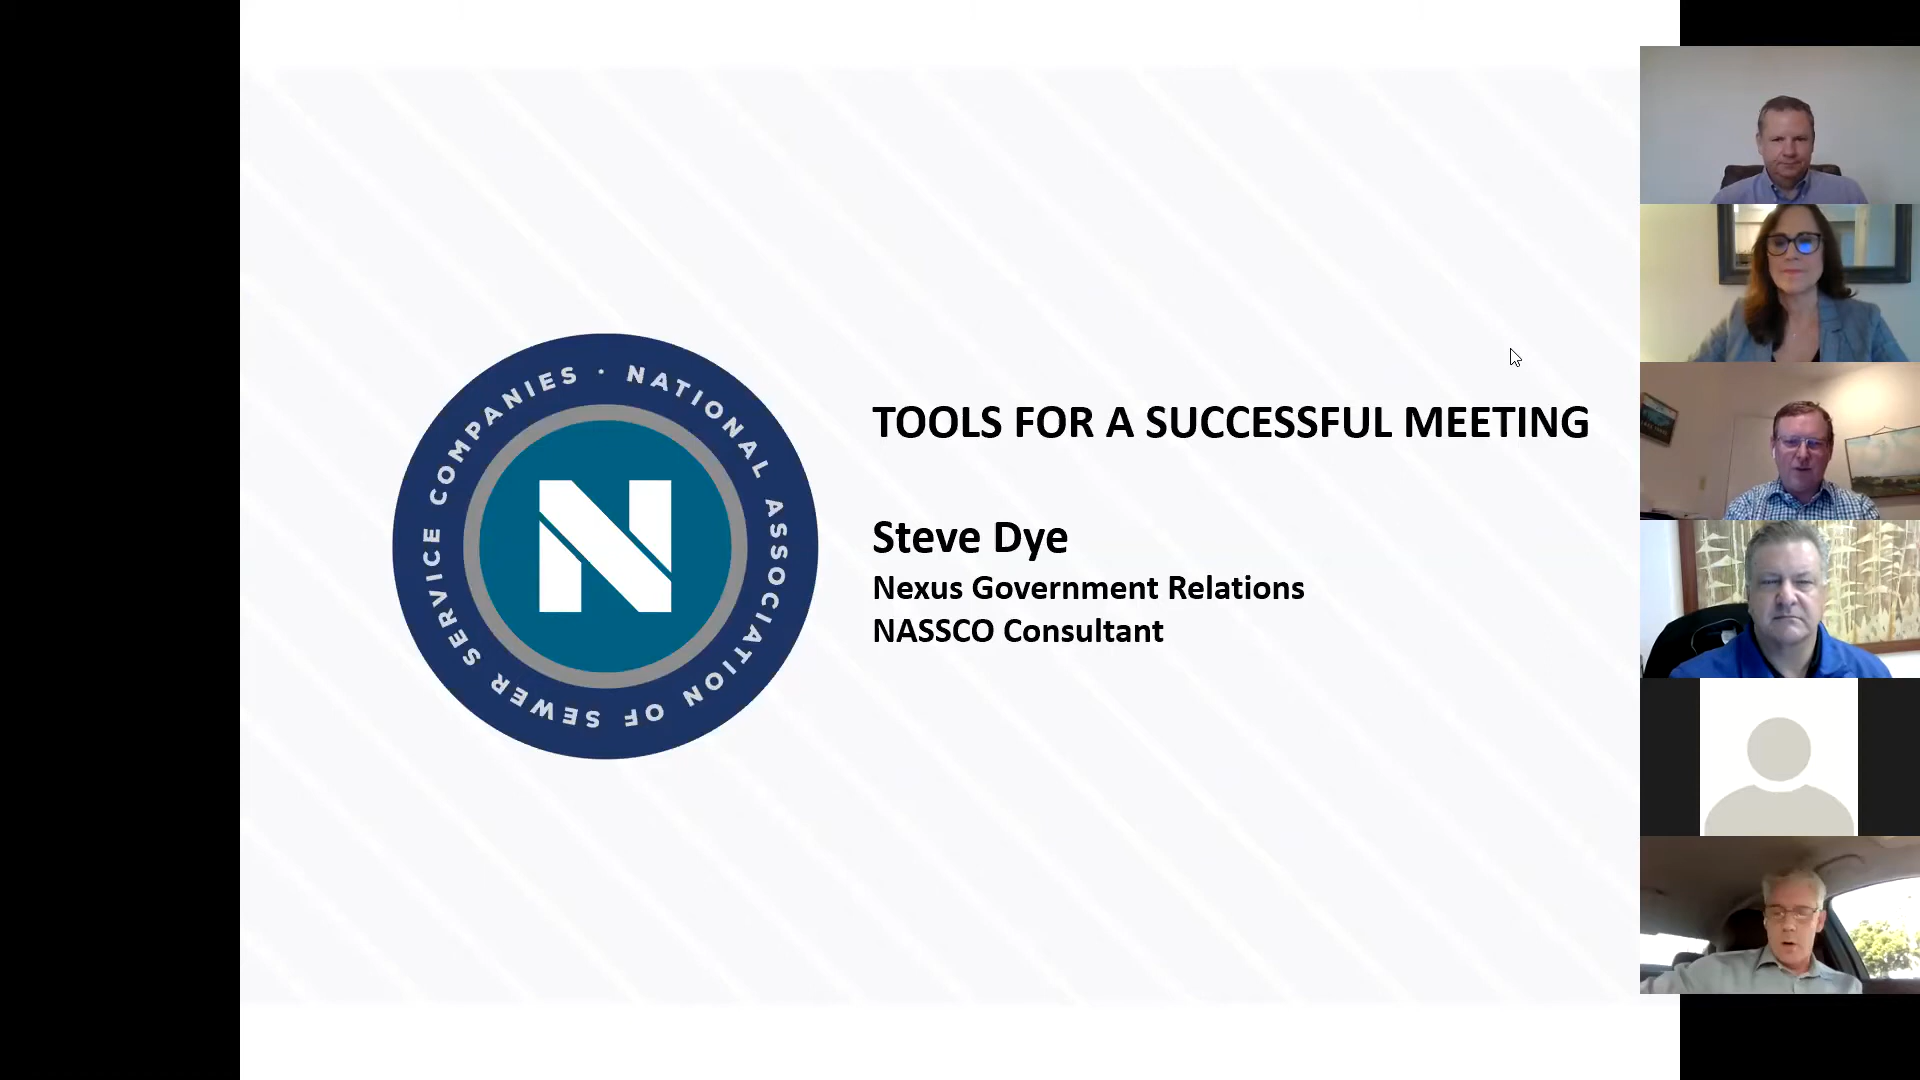 NATIONAL ASSOCIATION OF SEWER SERVICE COMPANIES ·
N
TOOLS FOR A SUCCESSFUL MEETING
Steve Dye
Nexus Government Relations
NASSCO Consultant